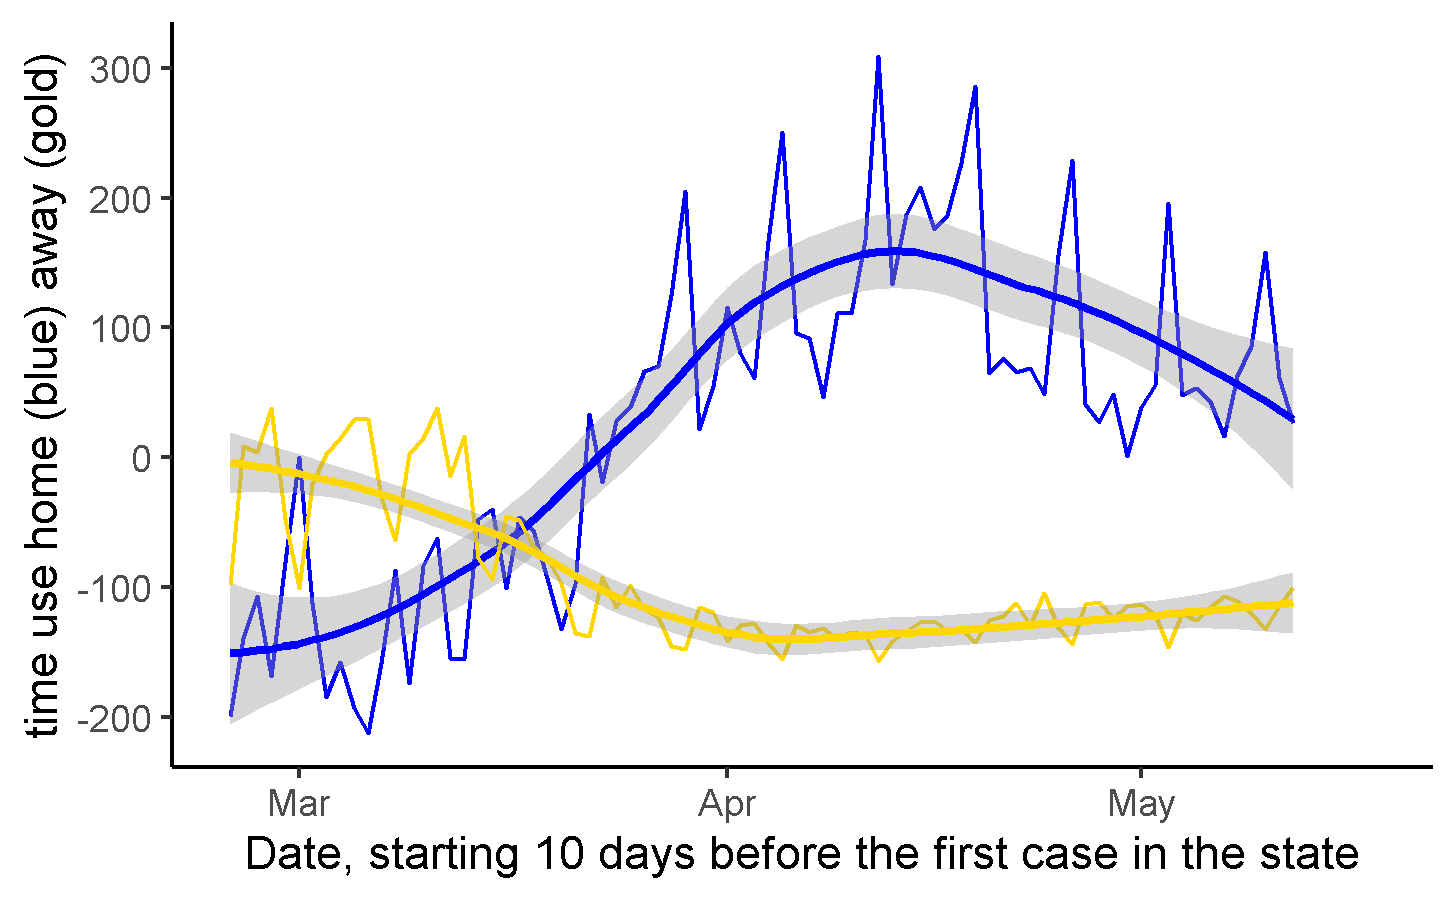 time use home (blue) away (gold)
300
200
100
0
-100
-200
Mar
Apr
May
Date, starting 10 days before the first case in the state